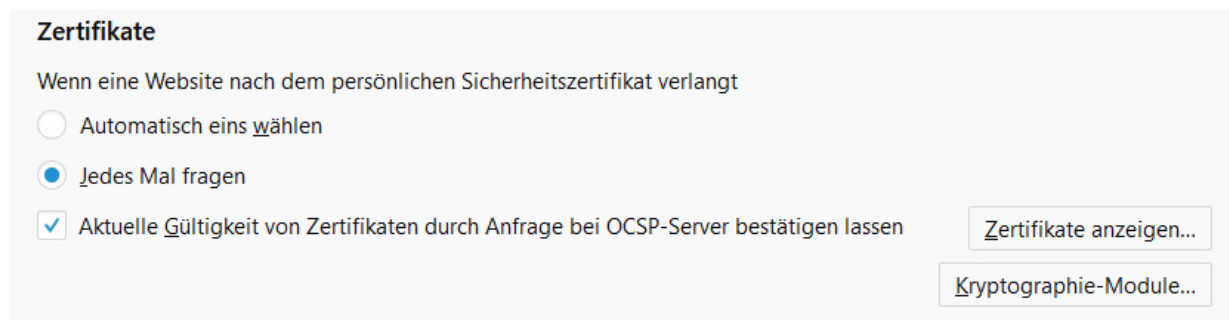 Zertifikate
Wenn eine Website nach dem persönlichen Sicherheitszertifikat verlangt
Automatisch eins wählen
Jedes Mal fragen
Aktuelle Gültigkeit von Zertifikaten durch Anfrage bei OCSP-Server bestätigen lassen
Zertifikate anzeigen...
Kryptographie-Module...